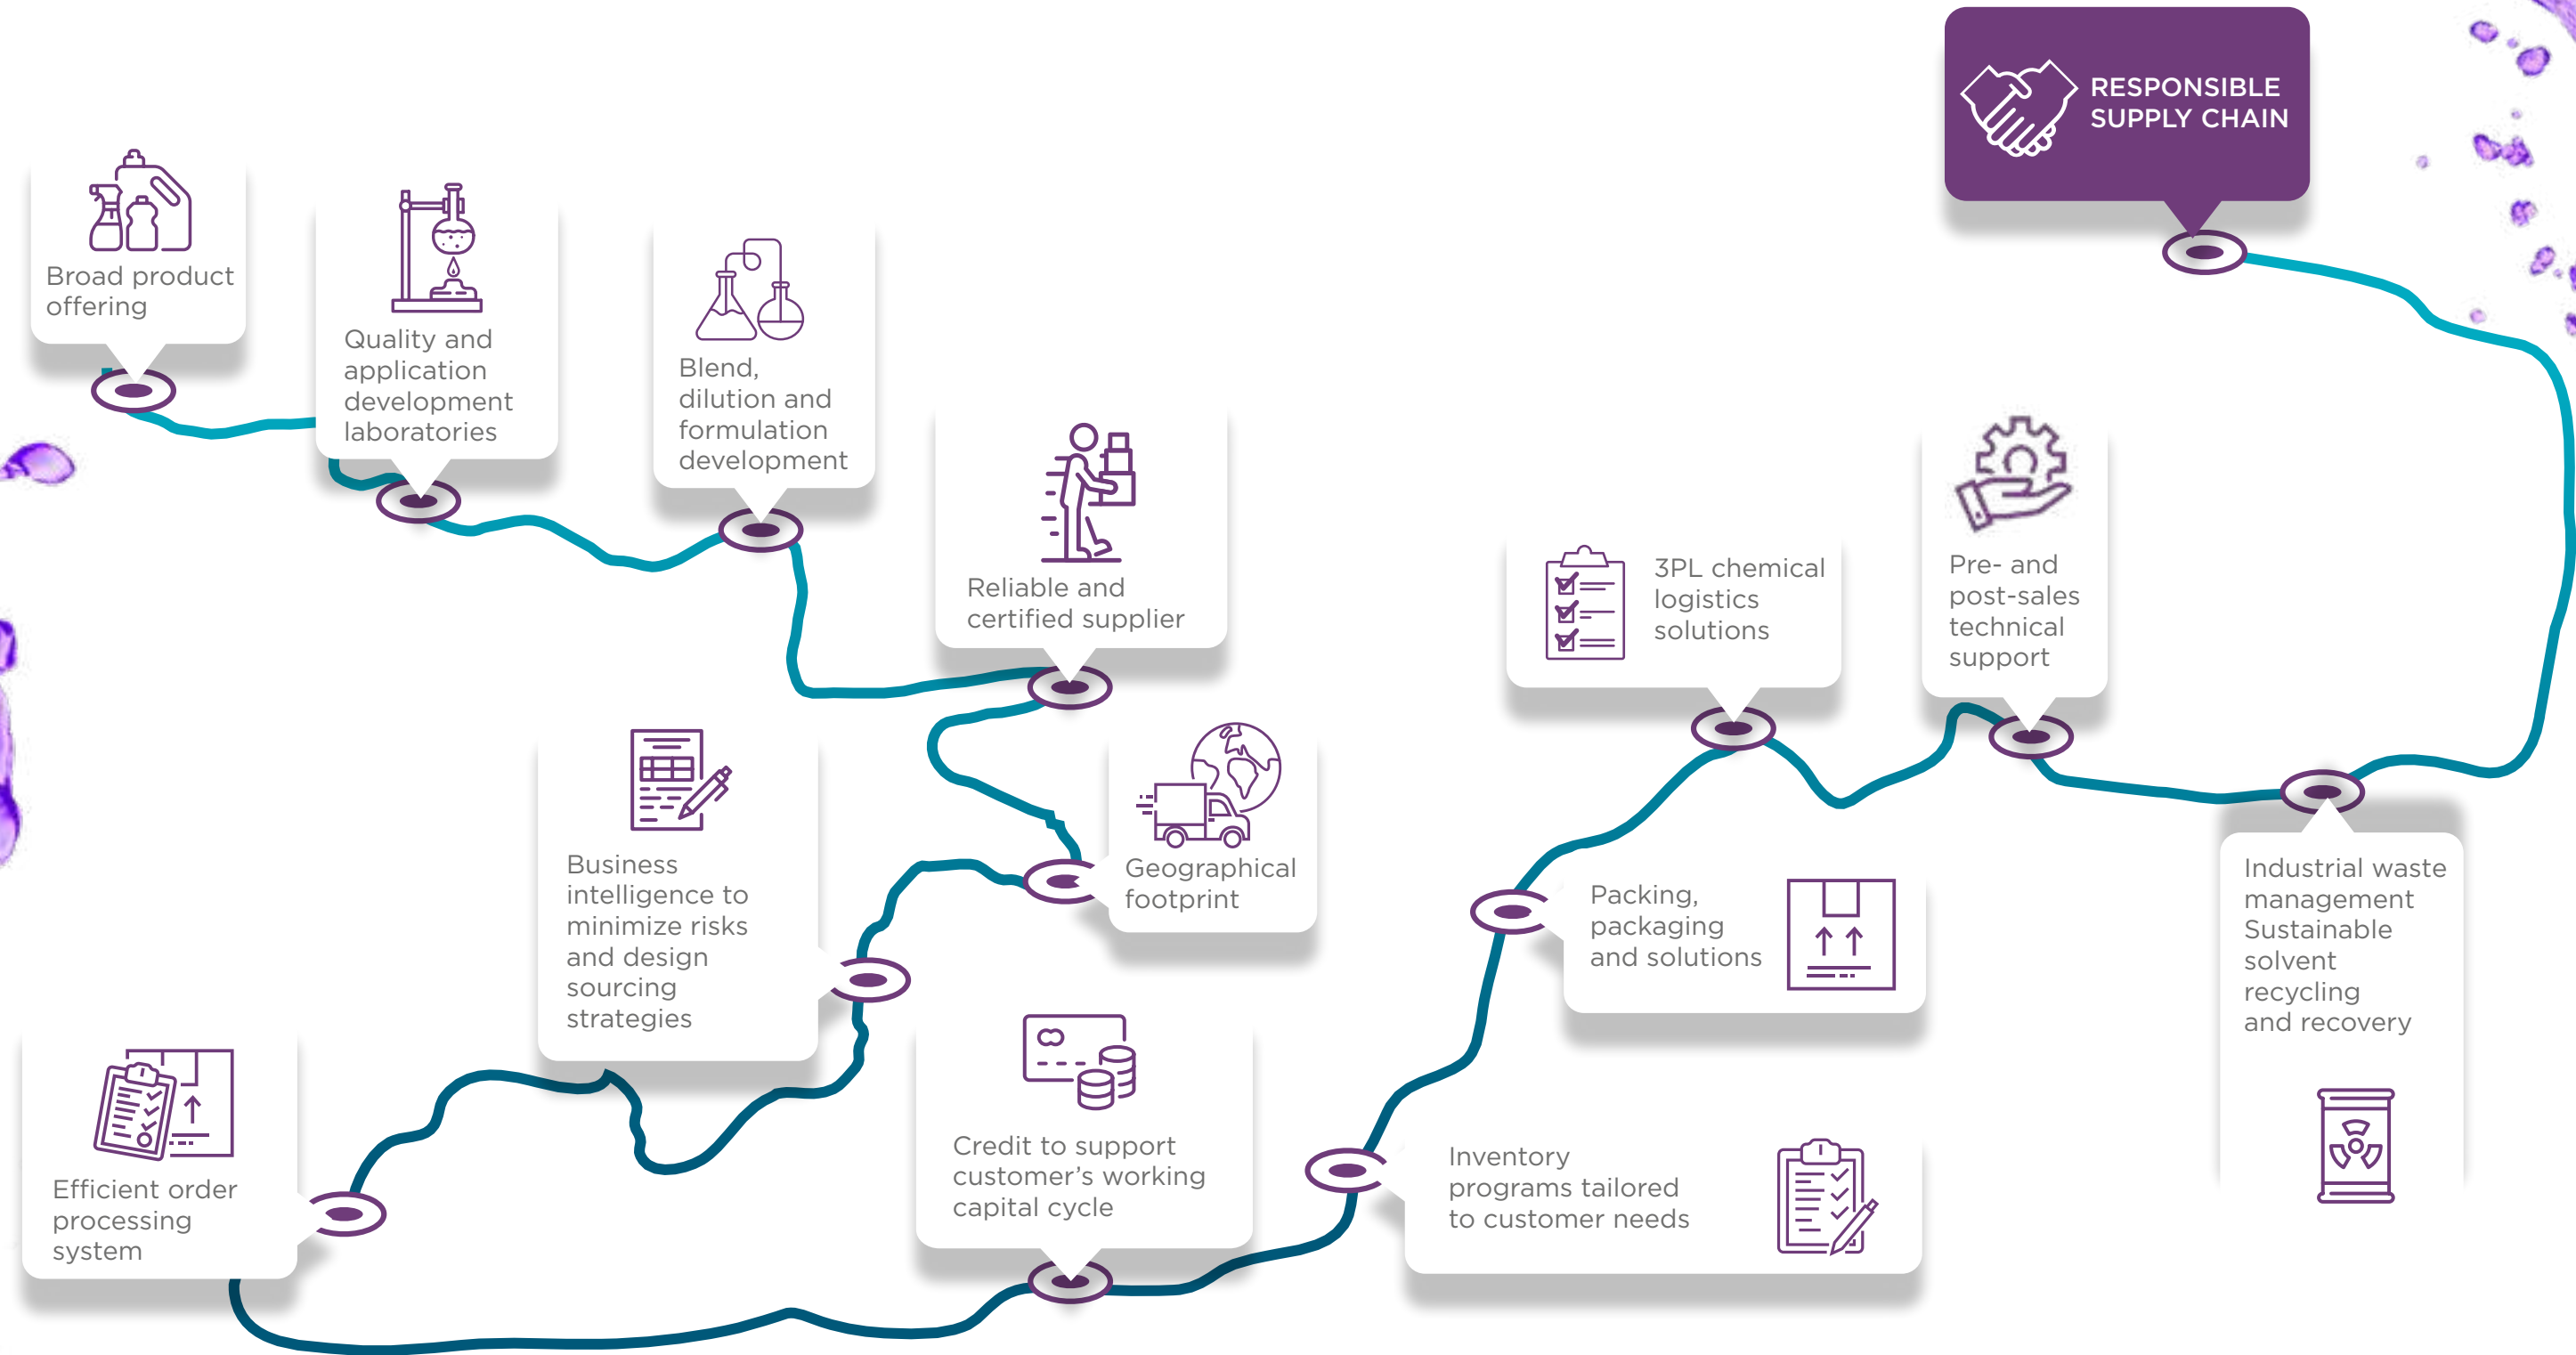 RESPONSIBLE
SUPPLY CHAIN
Broad product
offering
Quality and
application
development
laboratories
Blend,
dilution and
formulation
development
Reliable and
certified supplier
Geographical
footprint
Business
intelligence to
minimize risks
and design
sourcing
strategies
Efficient order
processing
system
Credit to support
customer’s working
capital cycle
Inventory
programs tailored
to customer needs
Packing,
packaging
and solutions
3PL chemical
logistics
solutions
Pre- and
post-sales
technical
support
Industrial waste
management
Sustainable
solvent
recycling
and recovery